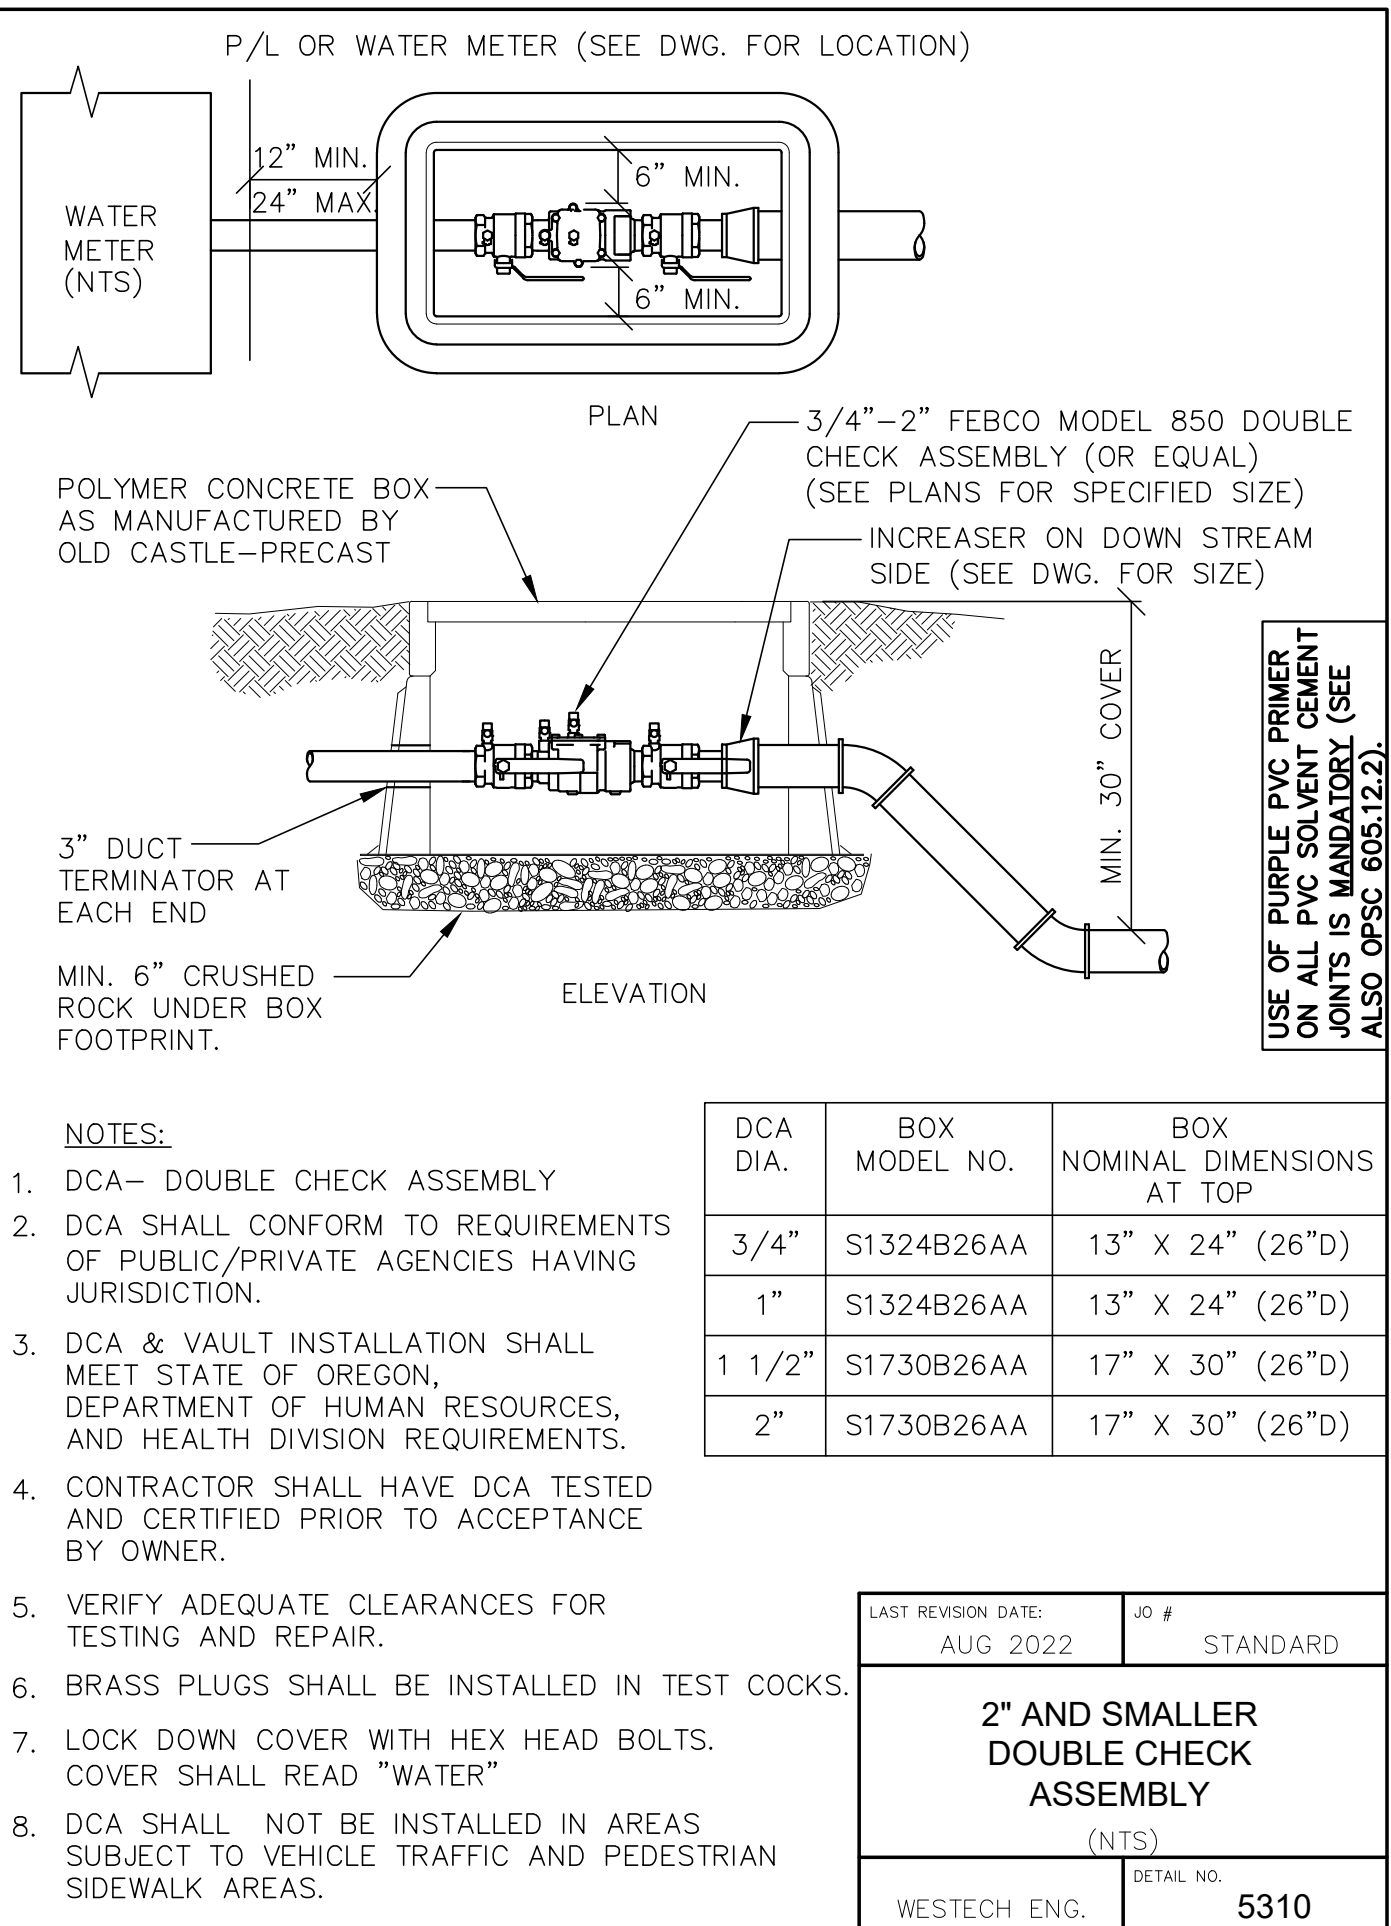 P/L OR WATER METER (SEE DWG. FOR LOCATION)
12" MIN.
24" MAX.
WATER
METER
(NTS)
6" MIN.
6" MIN.
PLAN
3/4"-2" FEBCO MODEL 850 DOUBLE
CHECK ASSEMBLY (OR EQUAL)
(SEE PLANS FOR SPECIFIED SIZE)
POLYMER CONCRETE BOX
AS MANUFACTURED BY
OLD CASTLE-PRECAST
INCREASER ON DOWN STREAM
SIDE (SEE DWG. FOR SIZE)
MIN. 30" COVER
USE OF PURPLE PVC PRIMER
ON ALL PVC SOLVENT CEMENT
JOINTS IS MANDATORY (SEE
ALSO OPSC 605.12.2).
3" DUCT
TERMINATOR AT
EACH END
MIN. 6" CRUSHED
ROCK UNDER BOX
FOOTPRINT.
ELEVATION
NOTES:
1. DCA- DOUBLE CHECK ASSEMBLY
2. DCA SHALL CONFORM TO REQUIREMENTS
OF PUBLIC/PRIVATE AGENCIES HAVING
JURISDICTION.
3. DCA & VAULT INSTALLATION SHALL
MEET STATE OF OREGON,
DEPARTMENT OF HUMAN RESOURCES,
AND HEALTH DIVISION REQUIREMENTS.
4. CONTRACTOR SHALL HAVE DCA TESTED
AND CERTIFIED PRIOR TO ACCEPTANCE
BY OWNER.
5. VERIFY ADEQUATE CLEARANCES FOR
TESTING AND REPAIR.
6. BRASS PLUGS SHALL BE INSTALLED IN TEST COCKS.
7. LOCK DOWN COVER WITH HEX HEAD BOLTS.
COVER SHALL READ "WATER"
8. DCA SHALL NOT BE INSTALLED IN AREAS
SUBJECT TO VEHICLE TRAFFIC AND PEDESTRIAN
SIDEWALK AREAS.
DCA DIA. BOX MODEL NO. BOX NOMINAL DIMENSIONS AT TOP
3/4" S1324B26AA 13" X 24" (26"D)
1" S1324B26AA 13" X 24" (26"D)
1 1/2" S1730B26AA 17" X 30" (26"D)
2" S1730B26AA 17" X 30" (26"D)
LAST REVISION DATE:
AUG 2022
JO #
STANDARD
2" AND SMALLER
DOUBLE CHECK
ASSEMBLY
(NTS)
WESTECH ENG.
DETAIL NO.
5310